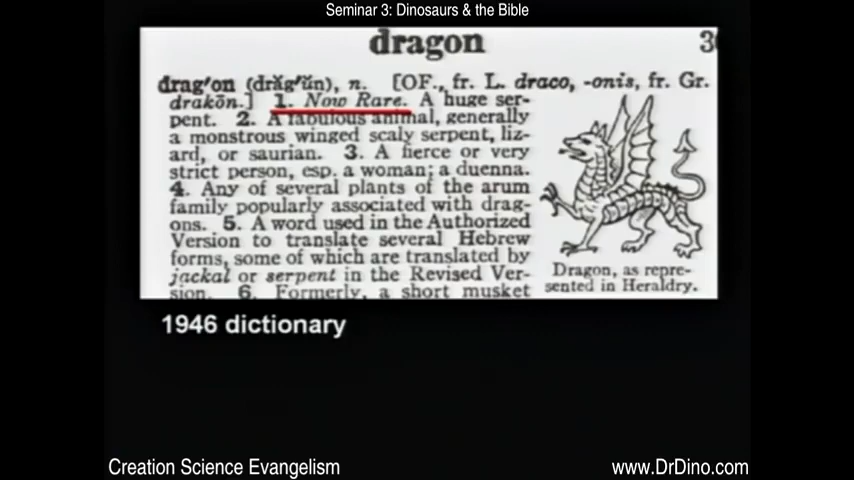 Seminar 3: Dinosaurs & the Bible
dragon
drag′on (drăg′ŭn), n. [OF., fr. L. draco, -onis, fr. Gr.
drakōn.] 1. Now Rare. A huge ser-
pent. 2. A fabulous animal, generally
a monstrous winged scaly serpent, liz-
ard, or saurian. 3. A fierce or very
strict person, esp. a woman; a duenna.
4. Any of several plants of the arum
family popularly associated with drag-
ons. 5. A word used in the Authorized
Version to translate several Hebrew
forms, some of which are translated by
jackal or serpent in the Revised Ver-
sion. 6. Formerly, a short musket
Dragon, as repre-
sented in Heraldry.
1946 dictionary
Creation Science Evangelism
www.DrDino.com